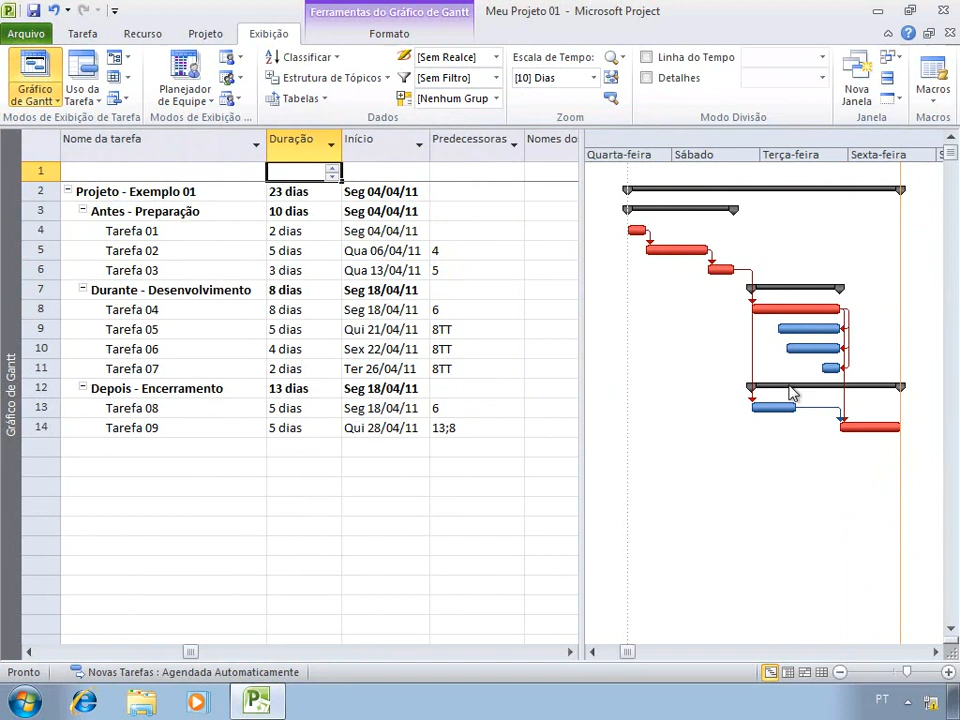 Ferramentas do Gráfico de Gantt
Meu Projeto 01 - Microsoft Project
Arquivo Tarefa Recurso Projeto Exibição Formato
Gráfico de Gantt
Uso da Tarefa
Modos de Exibição de Tarefa
Planejador de Equipe
Modos de Exibição ...
Classificar
Estrutura de Tópicos
Tabelas
[Sem Realce]
[Sem Filtro]
[Nenhum Grup
Dados
Escala de Tempo:
[10] Dias
Zoom
Linha do Tempo
Detalhes
Modo Divisão
Nova Janela
Janela
Macros
Macros
Nome da tarefa Duração Início Predecessoras Nomes do
Quarta-feira Sábado Terça-feira Sexta-feira S
1
2 Projeto - Exemplo 01 23 dias Seg 04/04/11
3 Antes - Preparação 10 dias Seg 04/04/11
4 Tarefa 01 2 dias Seg 04/04/11
5 Tarefa 02 5 dias Qua 06/04/11 4
6 Tarefa 03 3 dias Qua 13/04/11 5
7 Durante - Desenvolvimento 8 dias Seg 18/04/11
8 Tarefa 04 8 dias Seg 18/04/11 6
9 Tarefa 05 5 dias Qui 21/04/11 8TT
10 Tarefa 06 4 dias Sex 22/04/11 8TT
11 Tarefa 07 2 dias Ter 26/04/11 8TT
12 Depois - Encerramento 13 dias Seg 18/04/11
13 Tarefa 08 5 dias Seg 18/04/11 6
14 Tarefa 09 5 dias Qui 28/04/11 13;8
Gráfico de Gantt
Pronto Novas Tarefas : Agendada Automaticamente
PT